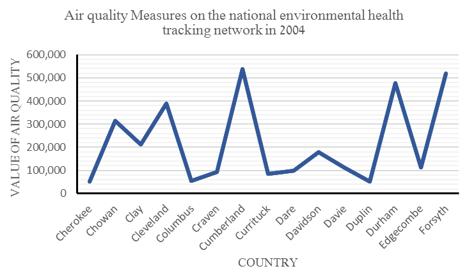 Air quality Measures on the national environmental health
tracking network in 2004
VALUE OF AIR QUALITY
600,000
500,000
400,000
300,000
200,000
100,000
0
Cherokee
Chowan
Clay
Cleveland
Columbus
Craven
Cumberland
Currituck
Dare
Davidson
Davie
Duplin
Durham
Edgecombe
Forsyth
COUNTRY